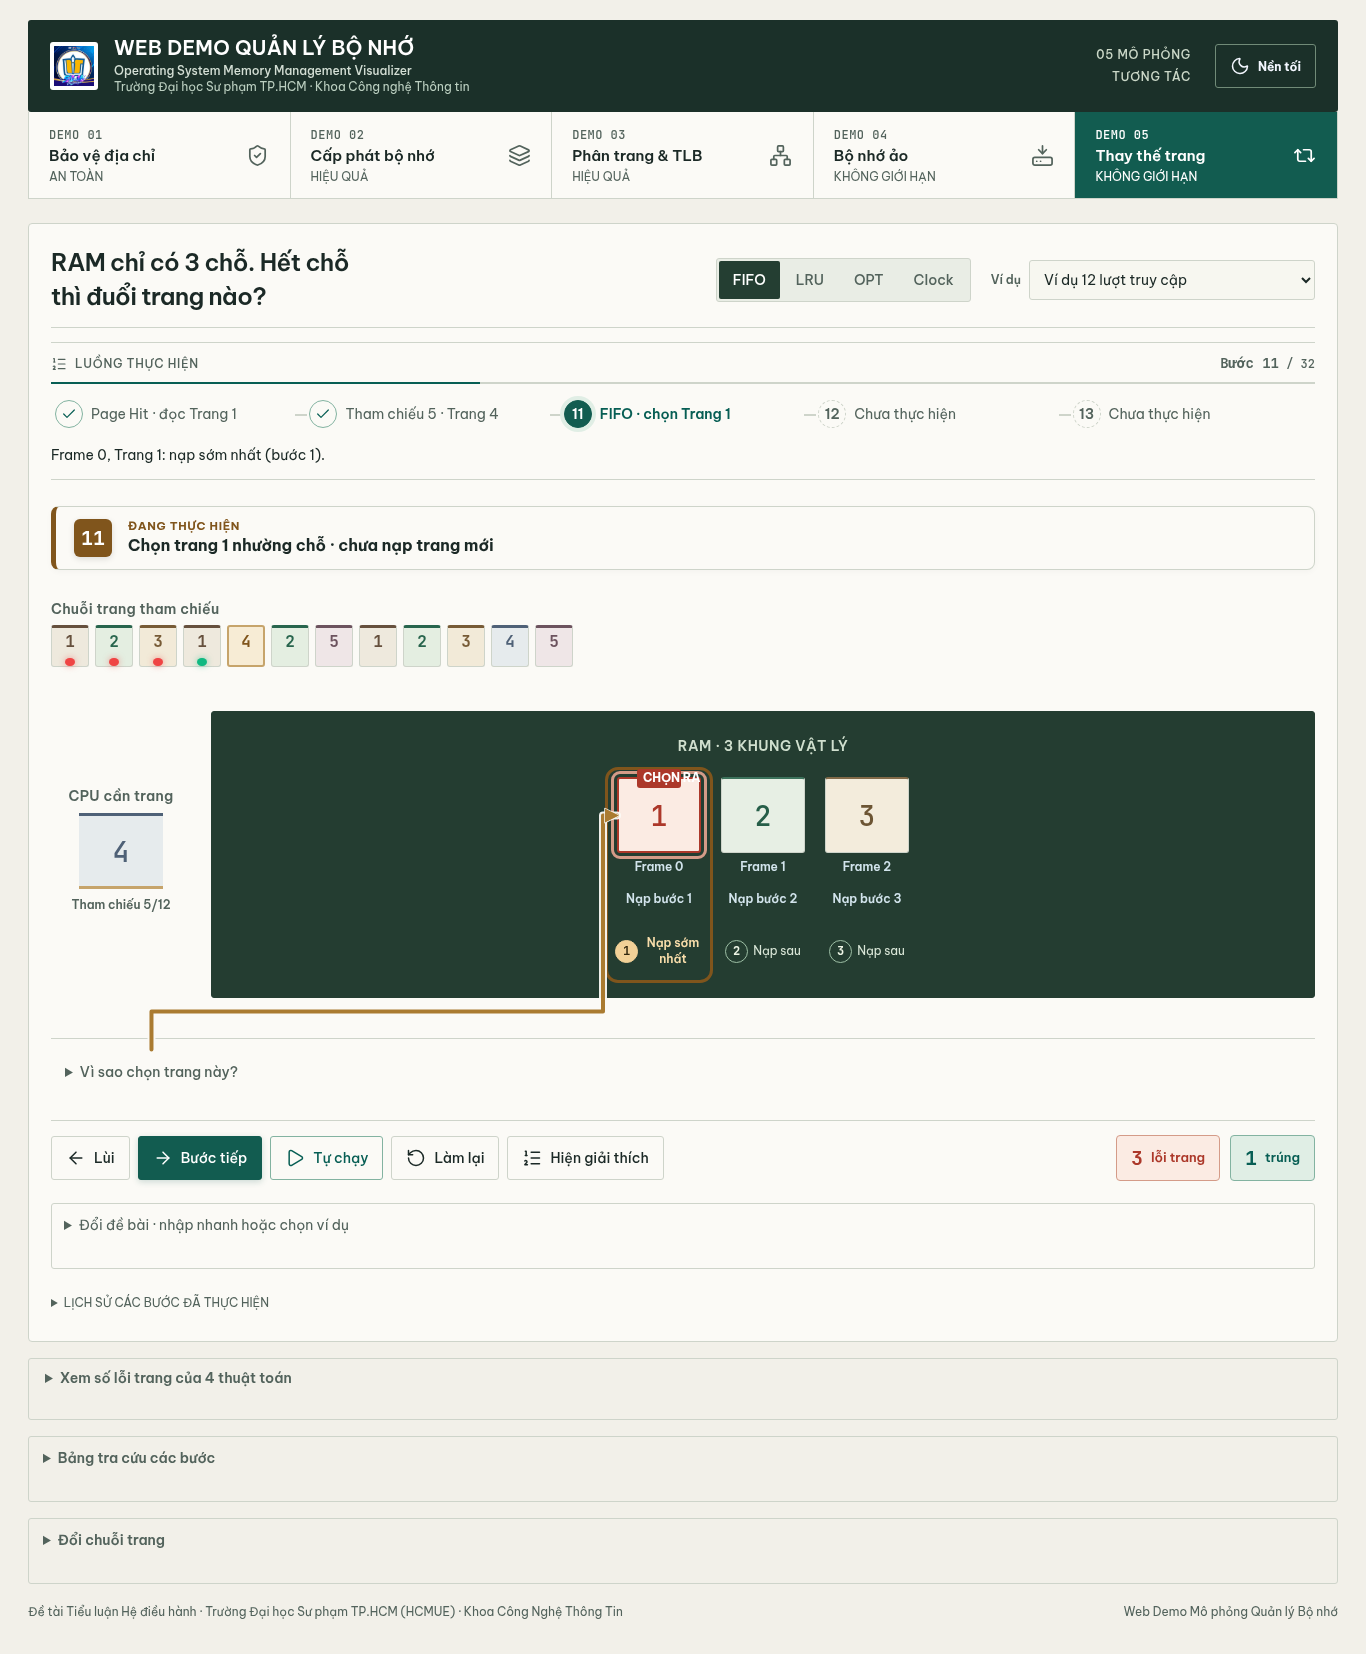 WEB DEMO QUẢN LÝ BỘ NHỚ
Operating System Memory Management Visualizer
Trường Đại học Sư phạm TP.HCM · Khoa Công nghệ Thông tin
05 MÔ PHỎNG
TƯƠNG TÁC
Nền tối
DEMO 01
Bảo vệ địa chỉ
AN TOÀN
DEMO 02
Cấp phát bộ nhớ
HIỆU QUẢ
DEMO 03
Phân trang & TLB
HIỆU QUẢ
DEMO 04
Bộ nhớ ảo
KHÔNG GIỚI HẠN
DEMO 05
Thay thế trang
KHÔNG GIỚI HẠN
RAM chỉ có 3 chỗ. Hết chỗ
thì đuổi trang nào?
FIFO LRU OPT Clock
Ví dụ
Ví dụ 12 lượt truy cập
LUỒNG THỰC HIỆN
Bước 11 / 32
Page Hit · đọc Trang 1
Tham chiếu 5 · Trang 4
11 FIFO · chọn Trang 1
12 Chưa thực hiện
13 Chưa thực hiện
Frame 0, Trang 1: nạp sớm nhất (bước 1).
11
ĐANG THỰC HIỆN
Chọn trang 1 nhường chỗ · chưa nạp trang mới
Chuỗi trang tham chiếu
1 2 3 1 4 2 5 1 2 3 4 5
RAM · 3 KHUNG VẬT LÝ
CPU cần trang
4
Tham chiếu 5/12
CHỌN RA
1 2 3
Frame 0 Frame 1 Frame 2
Nạp bước 1 Nạp bước 2 Nạp bước 3
1 Nạp sớm nhất
2 Nạp sau
3 Nạp sau
Vì sao chọn trang này?
Lùi
Bước tiếp
Tự chạy
Làm lại
Hiện giải thích
3 lỗi trang
1 trúng
Đổi đề bài · nhập nhanh hoặc chọn ví dụ
LỊCH SỬ CÁC BƯỚC ĐÃ THỰC HIỆN
Xem số lỗi trang của 4 thuật toán
Bảng tra cứu các bước
Đổi chuỗi trang
Đề tài Tiểu luận Hệ điều hành · Trường Đại học Sư phạm TP.HCM (HCMUE) · Khoa Công Nghệ Thông Tin
Web Demo Mô phỏng Quản lý Bộ nhớ